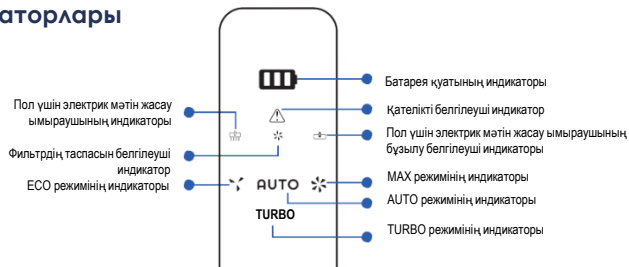 аторлары
Батарея қуатының индикаторы
Пол үшін электрик мәтін жасау
ымыраушының индикаторы
Қателікті белгілеуші индикатор
Пол үшін электрик мәтін жасау ымыраушының
бұзылу белгілеуші индикаторы
Фильтрдің таспасын белгілеуші
индикатор
ECO режимінің индикаторы
AUTO
MAX режимінің индикаторы
AUTO режимінің индикаторы
TURBO
TURBO режимінің индикаторы